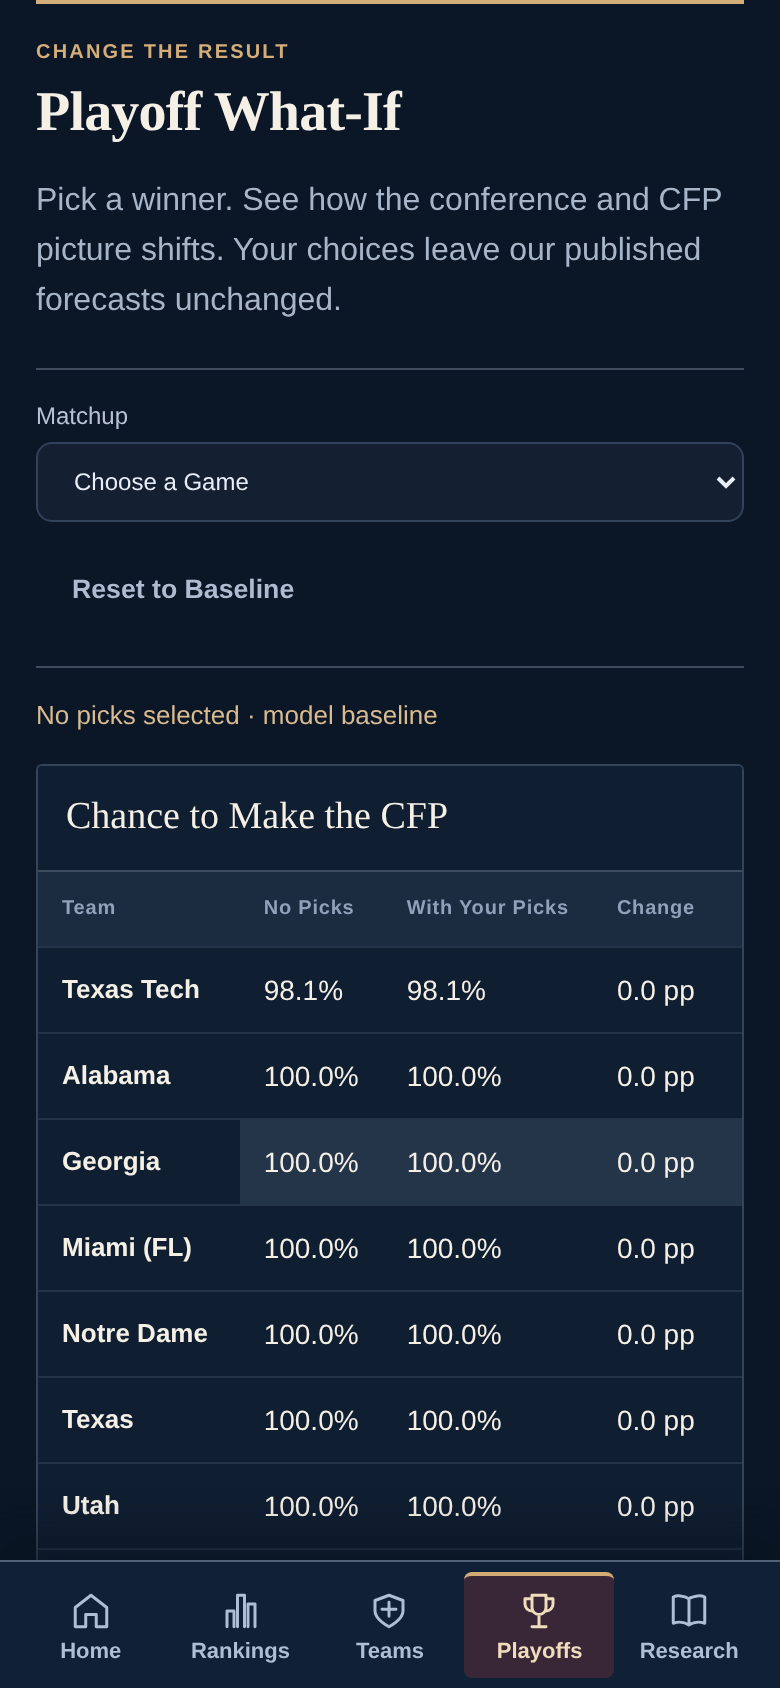 CHANGE THE RESULT
Playoff What-If
Pick a winner. See how the conference and CFP
picture shifts. Your choices leave our published
forecasts unchanged.
Matchup
Choose a Game
Reset to Baseline
No picks selected · model baseline
Chance to Make the CFP
Team No Picks With Your Picks Change
Texas Tech 98.1% 98.1% 0.0 pp
Alabama 100.0% 100.0% 0.0 pp
Georgia 100.0% 100.0% 0.0 pp
Miami (FL) 100.0% 100.0% 0.0 pp
Notre Dame 100.0% 100.0% 0.0 pp
Texas 100.0% 100.0% 0.0 pp
Utah 100.0% 100.0% 0.0 pp
Home Rankings Teams Playoffs Research